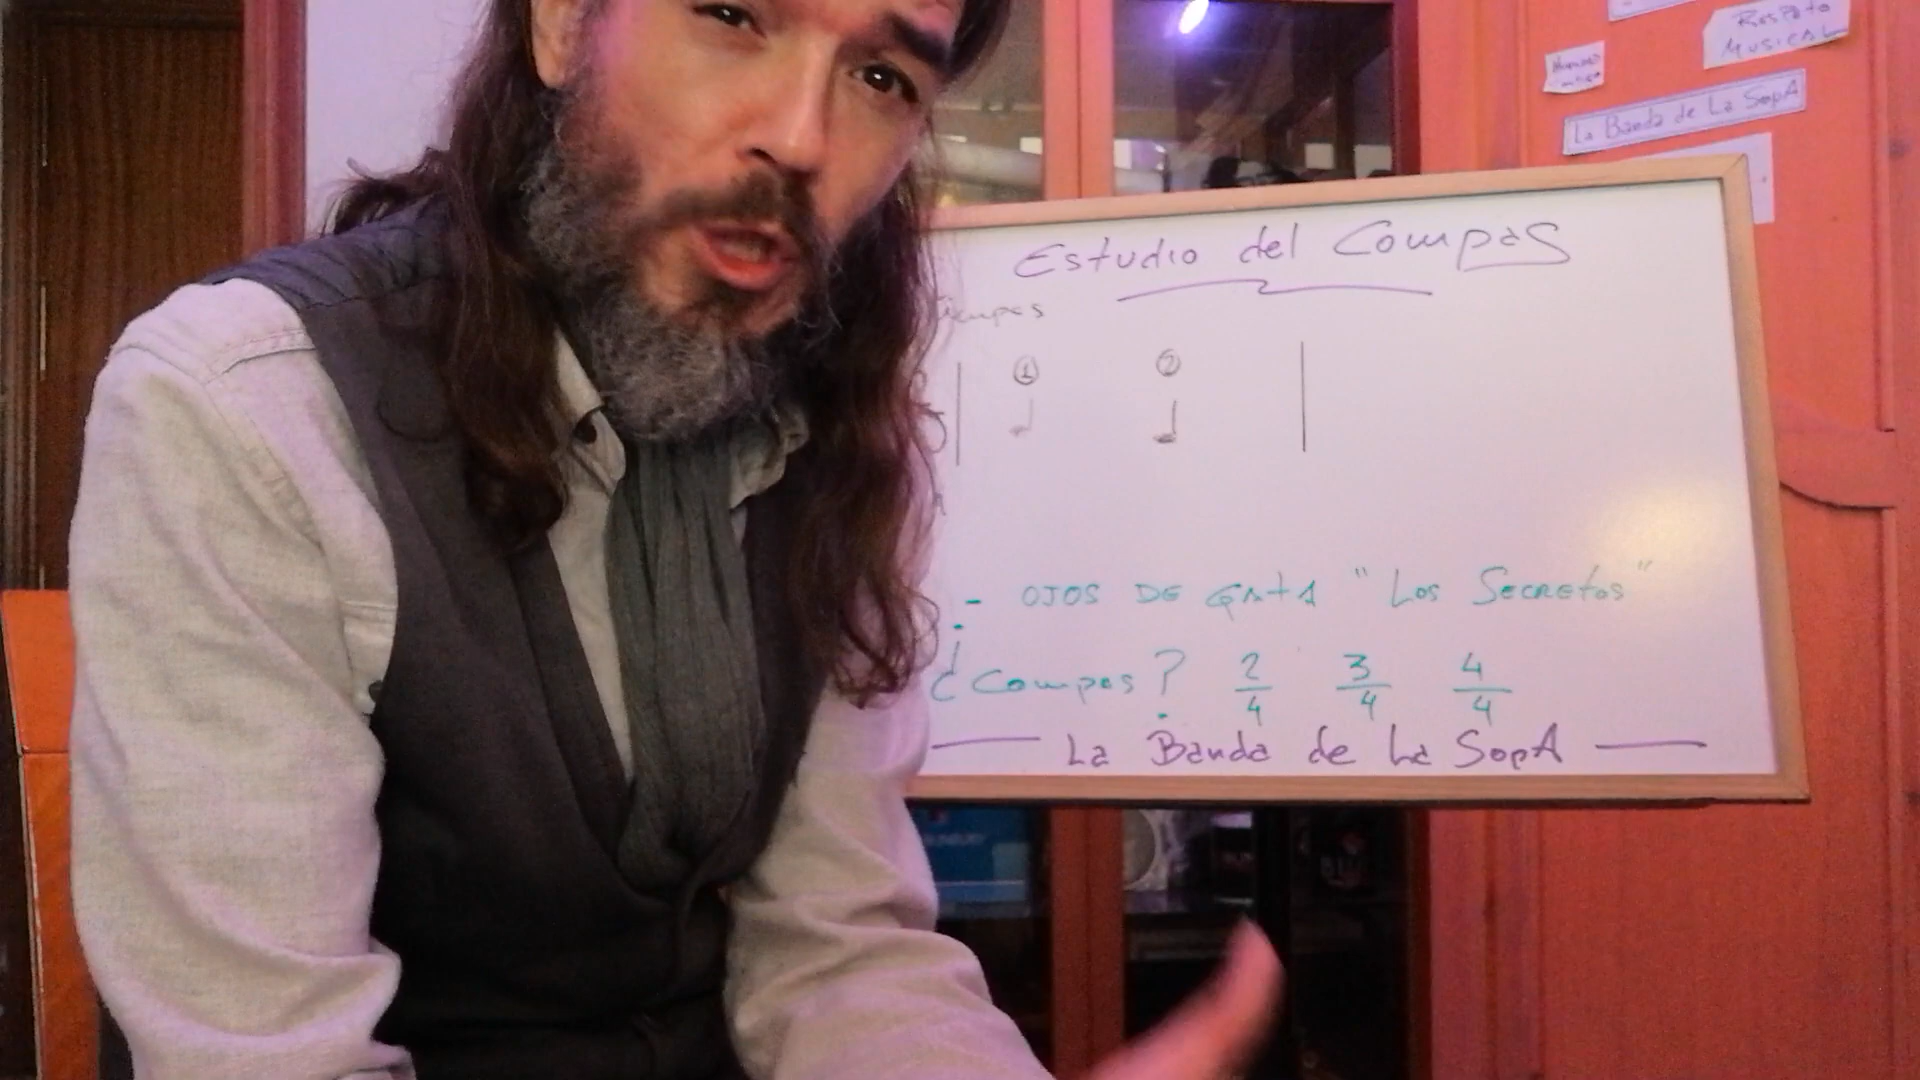 Respeto
Musical
La Banda de La SopA
Estudio del Compas
1 2
- OJOS DE GATA "Los Secretos"
¿Compas? 2/4 3/4 4/4
La Banda de La SopA